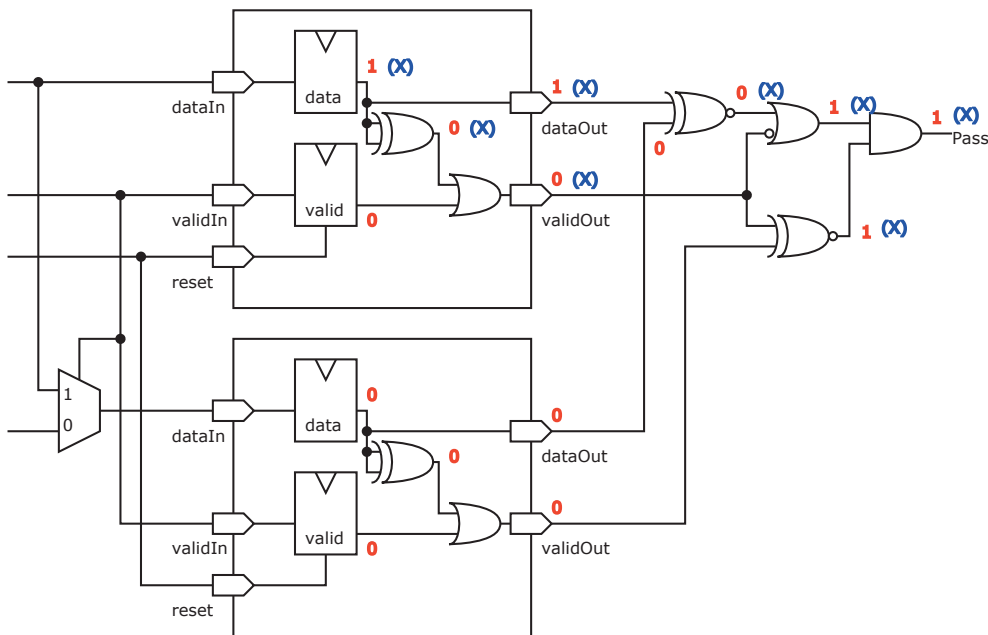 1 (X)
data
dataIn
1 (X)
dataOut
0 (X)
0 (X)
0
1 (X)
1 (X)
Pass
validIn
valid
0
0 (X)
validOut
1 (X)
reset
1
0
0
data
dataIn
0
dataOut
0
validIn
valid
0
0
validOut
reset